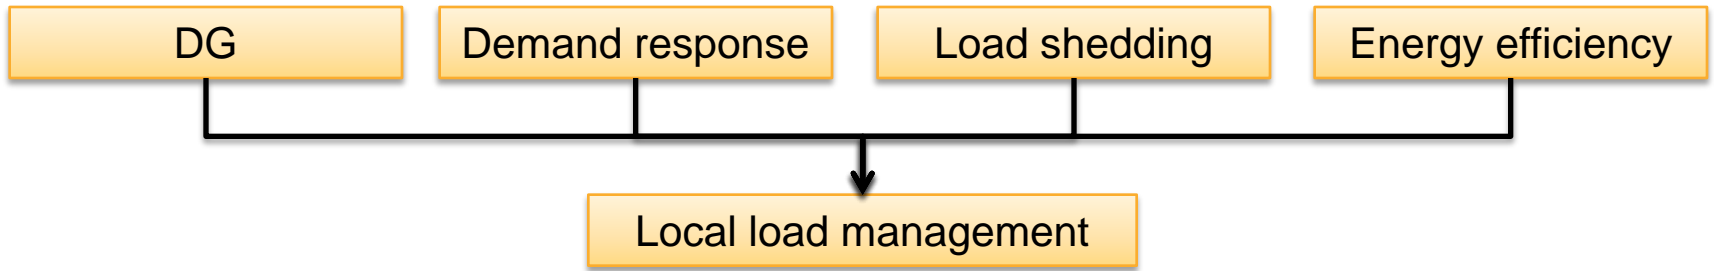 DG
Demand response
Load shedding
Energy efficiency
Local load management